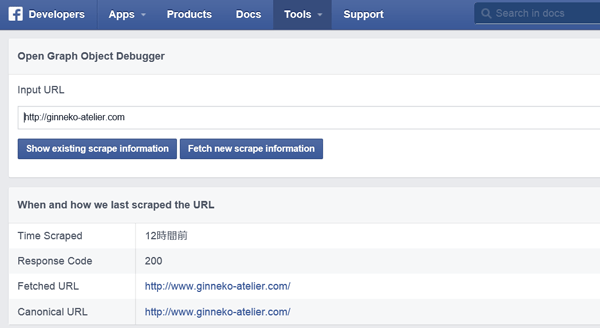 f Developers Apps Products Docs Tools Support Search in docs
Open Graph Object Debugger
Input URL
http://ginneko-atelier.com
Show existing scrape information Fetch new scrape information
When and how we last scraped the URL
Time Scraped 12時間前
Response Code 200
Fetched URL http://www.ginneko-atelier.com/
Canonical URL http://www.ginneko-atelier.com/